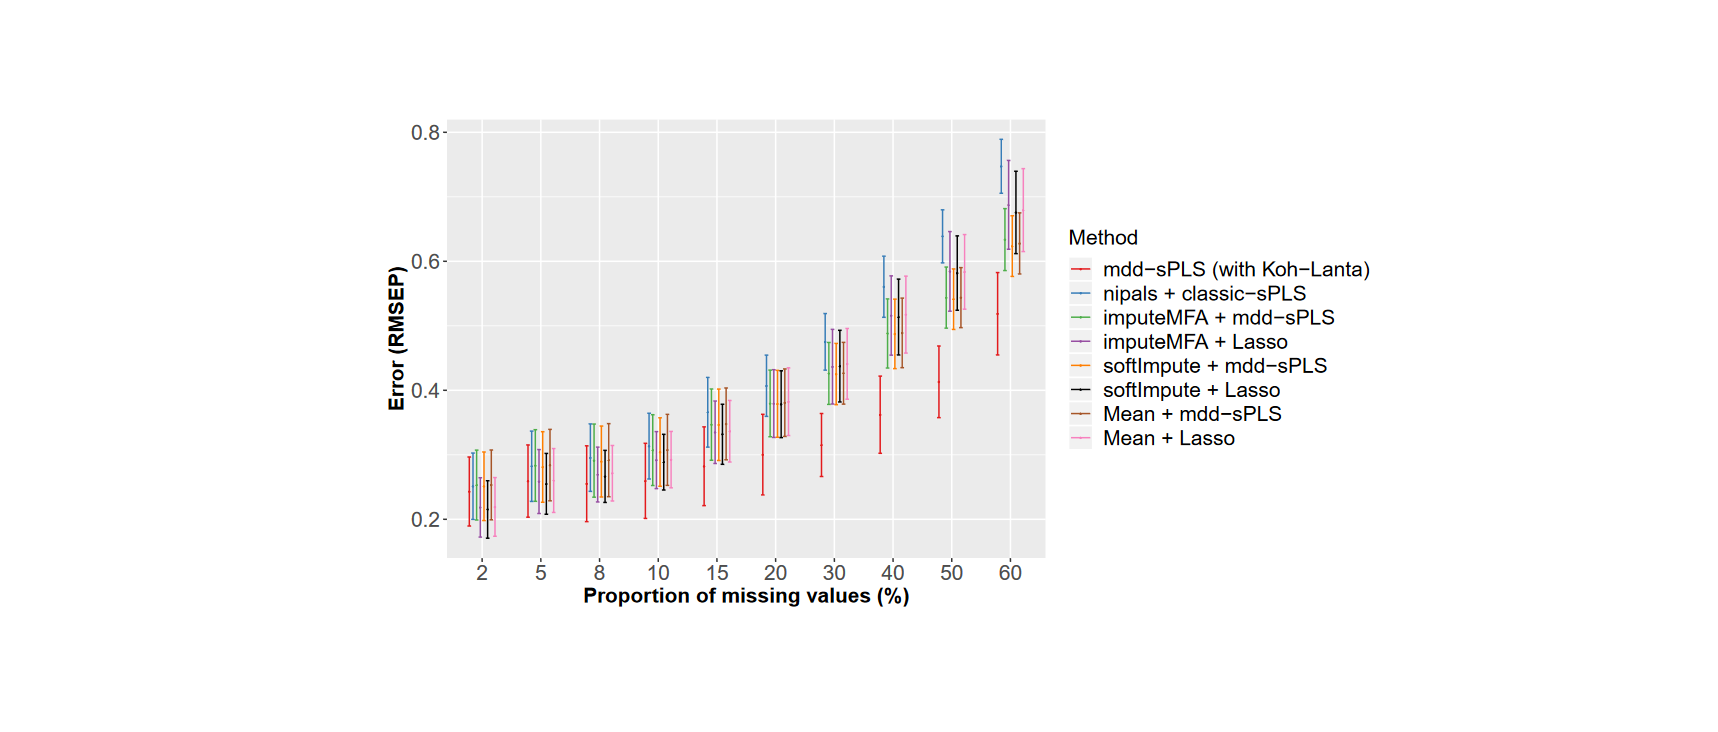 0.8
0.6
0.4
0.2
Error (RMSEP)
2 5 8 10 15 20 30 40 50 60
Proportion of missing values (%)
Method
mdd−sPLS (with Koh−Lanta)
nipals + classic−sPLS
imputeMFA + mdd−sPLS
imputeMFA + Lasso
softImpute + mdd−sPLS
softImpute + Lasso
Mean + mdd−sPLS
Mean + Lasso